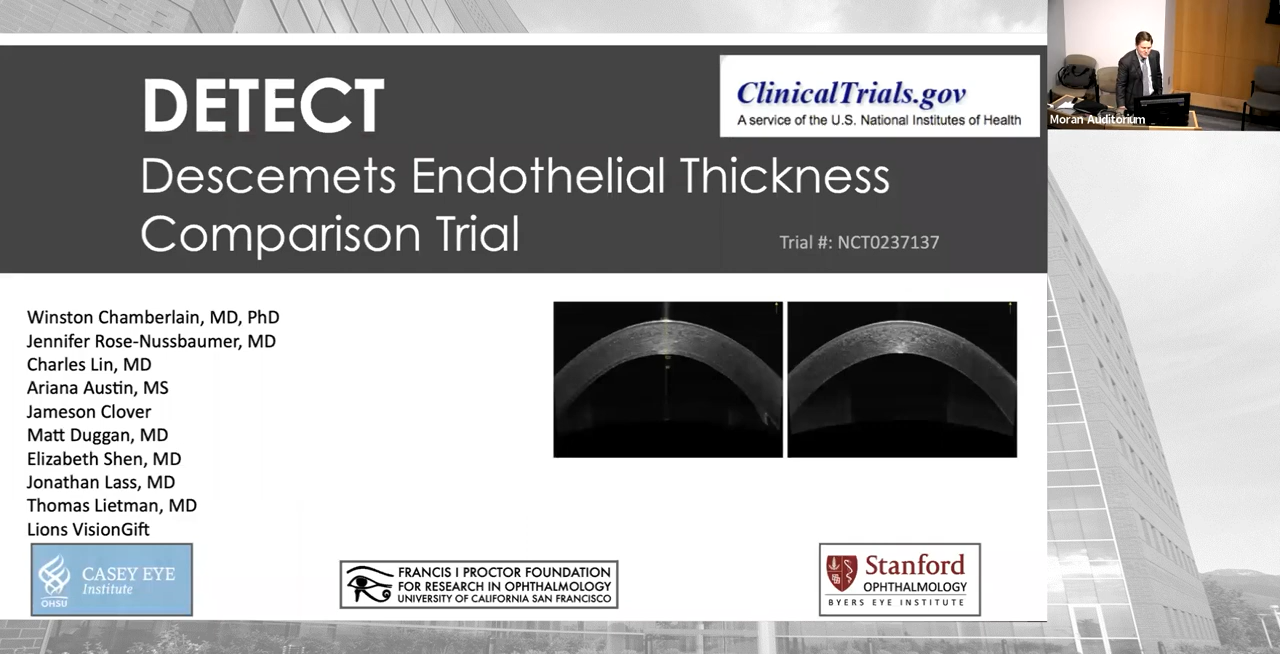 DETECT
Descemets Endothelial Thickness
Comparison Trial
Trial #: NCT0237137
ClinicalTrials.gov
A service of the U.S. National Institutes of Health
Moran Auditorium
Winston Chamberlain, MD, PhD
Jennifer Rose-Nussbaumer, MD
Charles Lin, MD
Ariana Austin, MS
Jameson Clover
Matt Duggan, MD
Elizabeth Shen, MD
Jonathan Lass, MD
Thomas Lietman, MD
Lions VisionGift
OHSU
CASEY EYE
Institute
FRANCIS I PROCTOR FOUNDATION
FOR RESEARCH IN OPHTHALMOLOGY
UNIVERSITY OF CALIFORNIA SAN FRANCISCO
Stanford
OPHTHALMOLOGY
BYERS EYE INSTITUTE